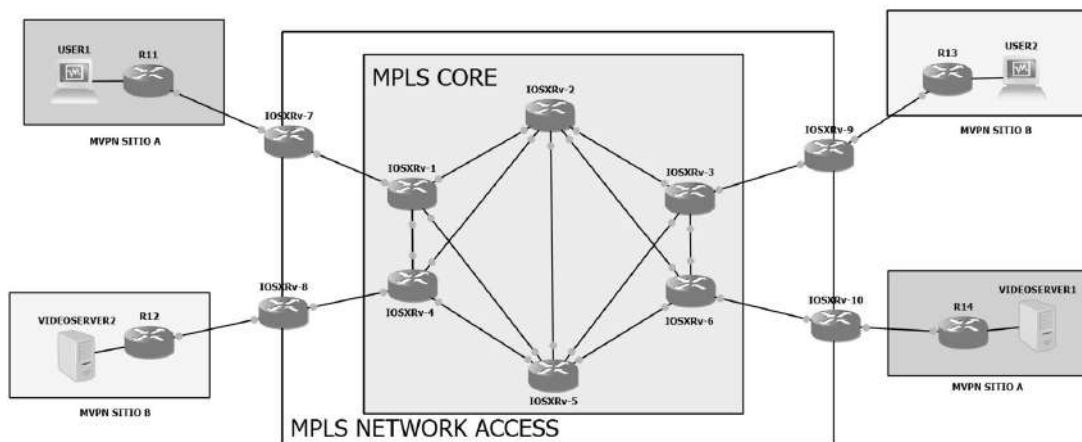 USER1
R11
MVPN SITIO A
IOSXRv-7
MPLS CORE
IOSXRv-2
IOSXRv-1
IOSXRv-3
IOSXRv-9
R13
USER2
MVPN SITIO B
VIDEOSERVER2
R12
MVPN SITIO B
IOSXRv-8
IOSXRv-4
IOSXRv-6
IOSXRv-5
IOSXRv-10
R14
VIDEOSERVER1
MVPN SITIO A
MPLS NETWORK ACCESS